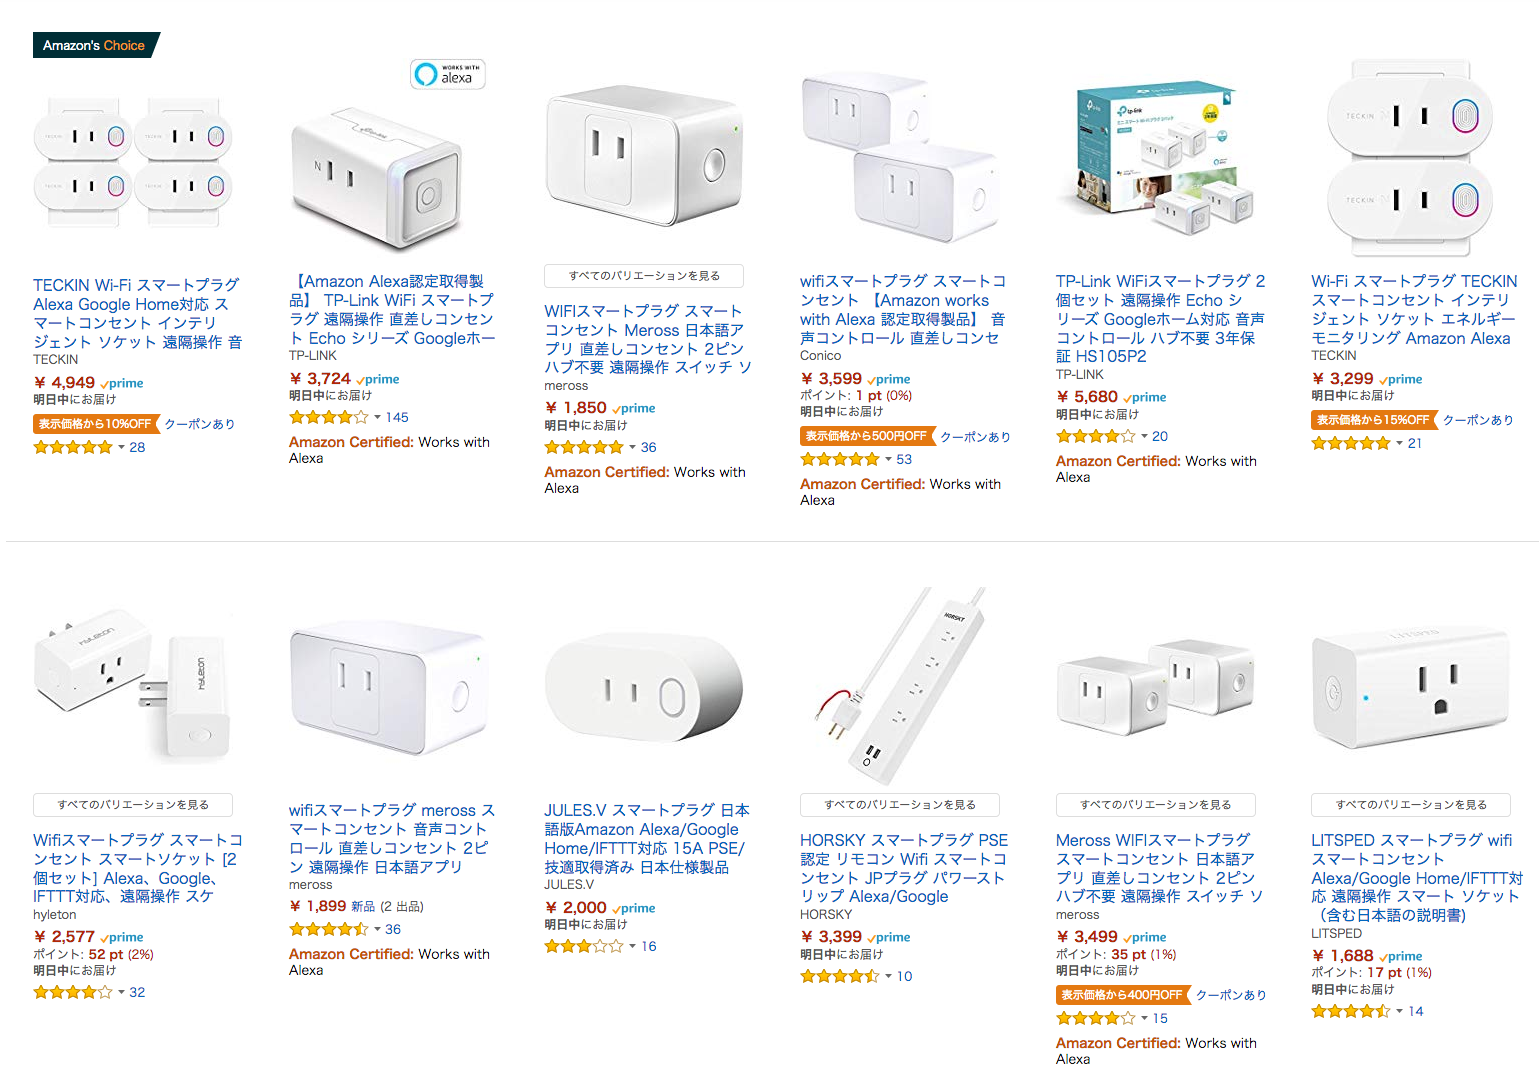 Amazon's Choice
TECKIN
TECKIN
TECKIN
TECKIN
TECKIN Wi-Fi スマートプラグ
Alexa Google Home対応 ス
マートコンセント インテリ
ジェント ソケット 遠隔操作 音
TECKIN
¥ 4,949 prime
明日中にお届け
表示価格から10%OFF クーポンあり
28
WORKS WITH
alexa
tp-link
N
【Amazon Alexa認定取得製
品】 TP-Link WiFi スマートプ
ラグ 遠隔操作 直差しコンセン
ト Echo シリーズ Googleホー
TP-LINK
¥ 3,724 prime
明日中にお届け
145
Amazon Certified: Works with
Alexa
すべてのバリエーションを見る
WIFIスマートプラグ スマート
コンセント Meross 日本語ア
プリ 直差しコンセント 2ピン
ハブ不要 遠隔操作 スイッチ ソ
meross
¥ 1,850 prime
明日中にお届け
36
Amazon Certified: Works with
Alexa
wifiスマートプラグ スマートコ
ンセント 【Amazon works
with Alexa 認定取得製品】 音
声コントロール 直差しコンセ
Conico
¥ 3,599 prime
ポイント: 1 pt (0%)
明日中にお届け
表示価格から500円OFF クーポンあり
53
Amazon Certified: Works with
Alexa
tp-link
ミニ スマート Wi-Fi プラグ 2パック
TP-Link WiFiスマートプラグ 2
個セット 遠隔操作 Echo シ
リーズ Googleホーム対応 音声
コントロール ハブ不要 3年保
証 HS105P2
TP-LINK
¥ 5,680 prime
明日中にお届け
20
Amazon Certified: Works with
Alexa
TECKIN
TECKIN
Wi-Fi スマートプラグ TECKIN
スマートコンセント インテリ
ジェント ソケット エネルギー
モニタリング Amazon Alexa
TECKIN
¥ 3,299 prime
明日中にお届け
表示価格から15%OFF クーポンあり
21
Hyleton
Hyleton
すべてのバリエーションを見る
Wifiスマートプラグ スマートコ
ンセント スマートソケット [2
個セット] Alexa、Google、
IFTTT対応、遠隔操作 スケ
hyleton
¥ 2,577 prime
ポイント: 52 pt (2%)
明日中にお届け
32
wifiスマートプラグ meross ス
マートコンセント 音声コント
ロール 直差しコンセント 2ピ
ン 遠隔操作 日本語アプリ
meross
¥ 1,899 新品 (2 出品)
36
Amazon Certified: Works with
Alexa
JULES.V スマートプラグ 日本
語版Amazon Alexa/Google
Home/IFTTT対応 15A PSE/
技適取得済み 日本仕様製品
JULES.V
¥ 2,000 prime
明日中にお届け
16
HORSKY
すべてのバリエーションを見る
HORSKY スマートプラグ PSE
認定 リモコン Wifi スマートコ
ンセント JPプラグ パワースト
リップ Alexa/Google
HORSKY
¥ 3,399 prime
明日中にお届け
10
すべてのバリエーションを見る
Meross WIFIスマートプラグ
スマートコンセント 日本語ア
プリ 直差しコンセント 2ピン
ハブ不要 遠隔操作 スイッチ ソ
meross
¥ 3,499 prime
ポイント: 35 pt (1%)
明日中にお届け
表示価格から400円OFF クーポンあり
15
Amazon Certified: Works with
Alexa
LITSPED
すべてのバリエーションを見る
LITSPED スマートプラグ wifi
スマートコンセント
Alexa/Google Home/IFTTT対
応 遠隔操作 スマート ソケット
（含む日本語の説明書)
LITSPED
¥ 1,688 prime
ポイント: 17 pt (1%)
明日中にお届け
14